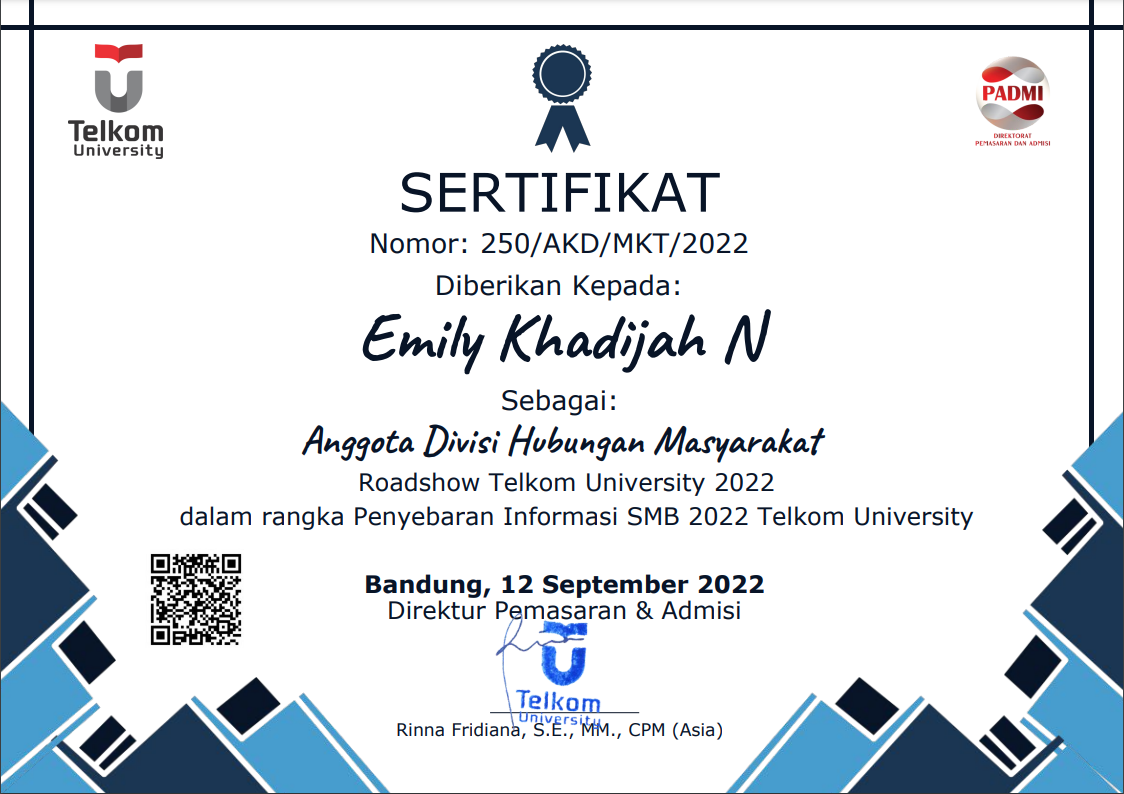 Telkom
University
PADMI
DIREKTORAT
PEMASARAN DAN ADMISI
SERTIFIKAT
Nomor: 250/AKD/MKT/2022
Diberikan Kepada:
Emily Khadijah N
Sebagai:
Anggota Divisi Hubungan Masyarakat
Roadshow Telkom University 2022
dalam rangka Penyebaran Informasi SMB 2022 Telkom University
Bandung, 12 September 2022
Direktur Pemasaran & Admisi
Telkom
University
Rinna Fridiana, S.E., MM., CPM (Asia)